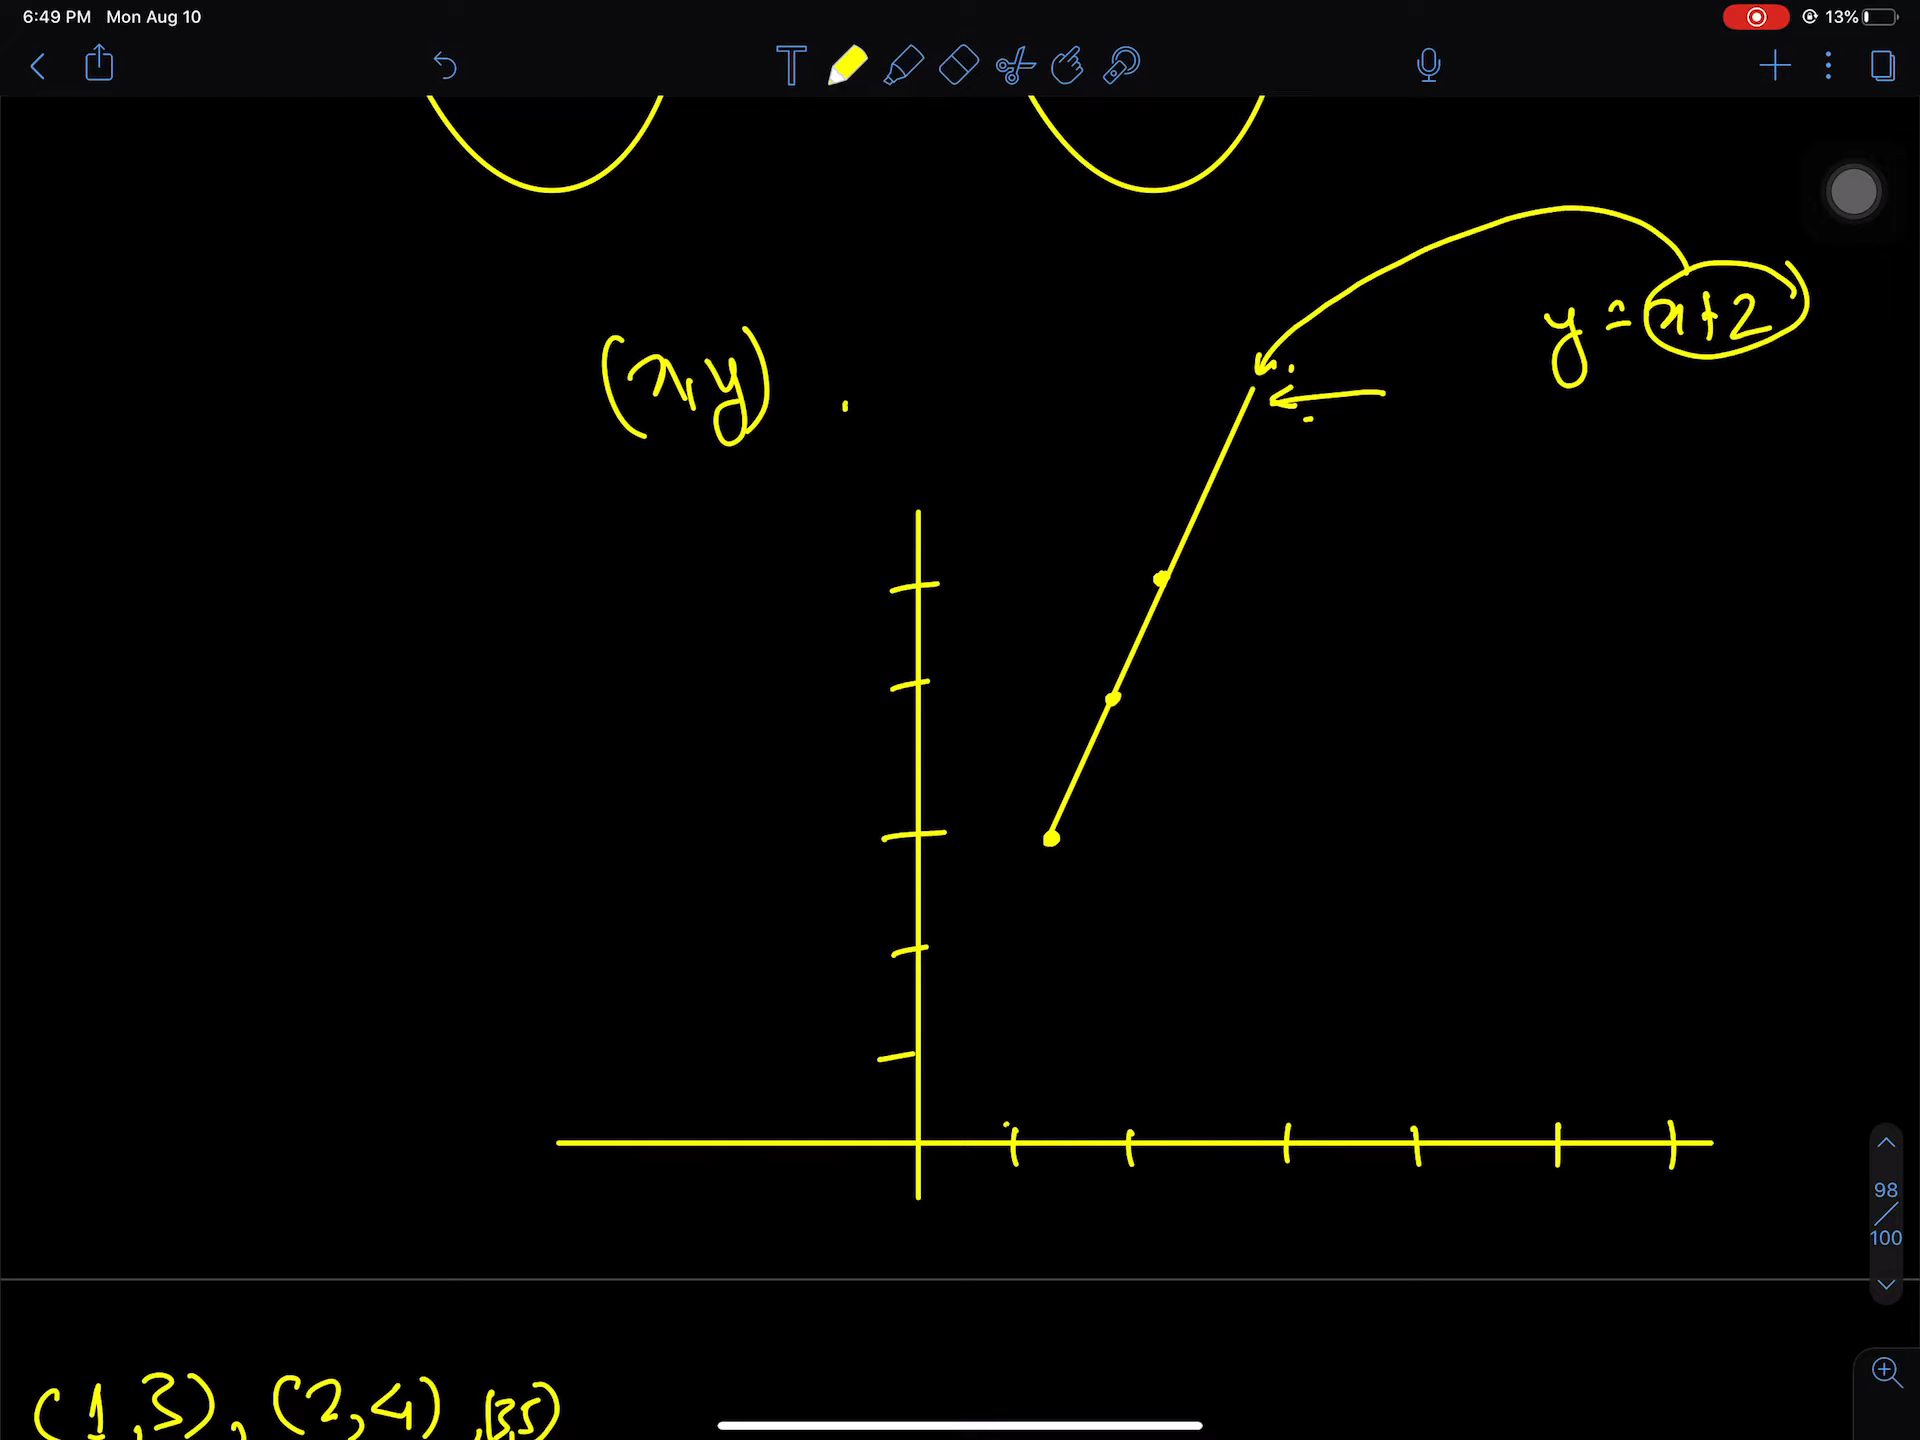 6:49 PM Mon Aug 10
13%
T
y = x+2
(x,y) .
98
100
(1,3), (2,4), (3,5)